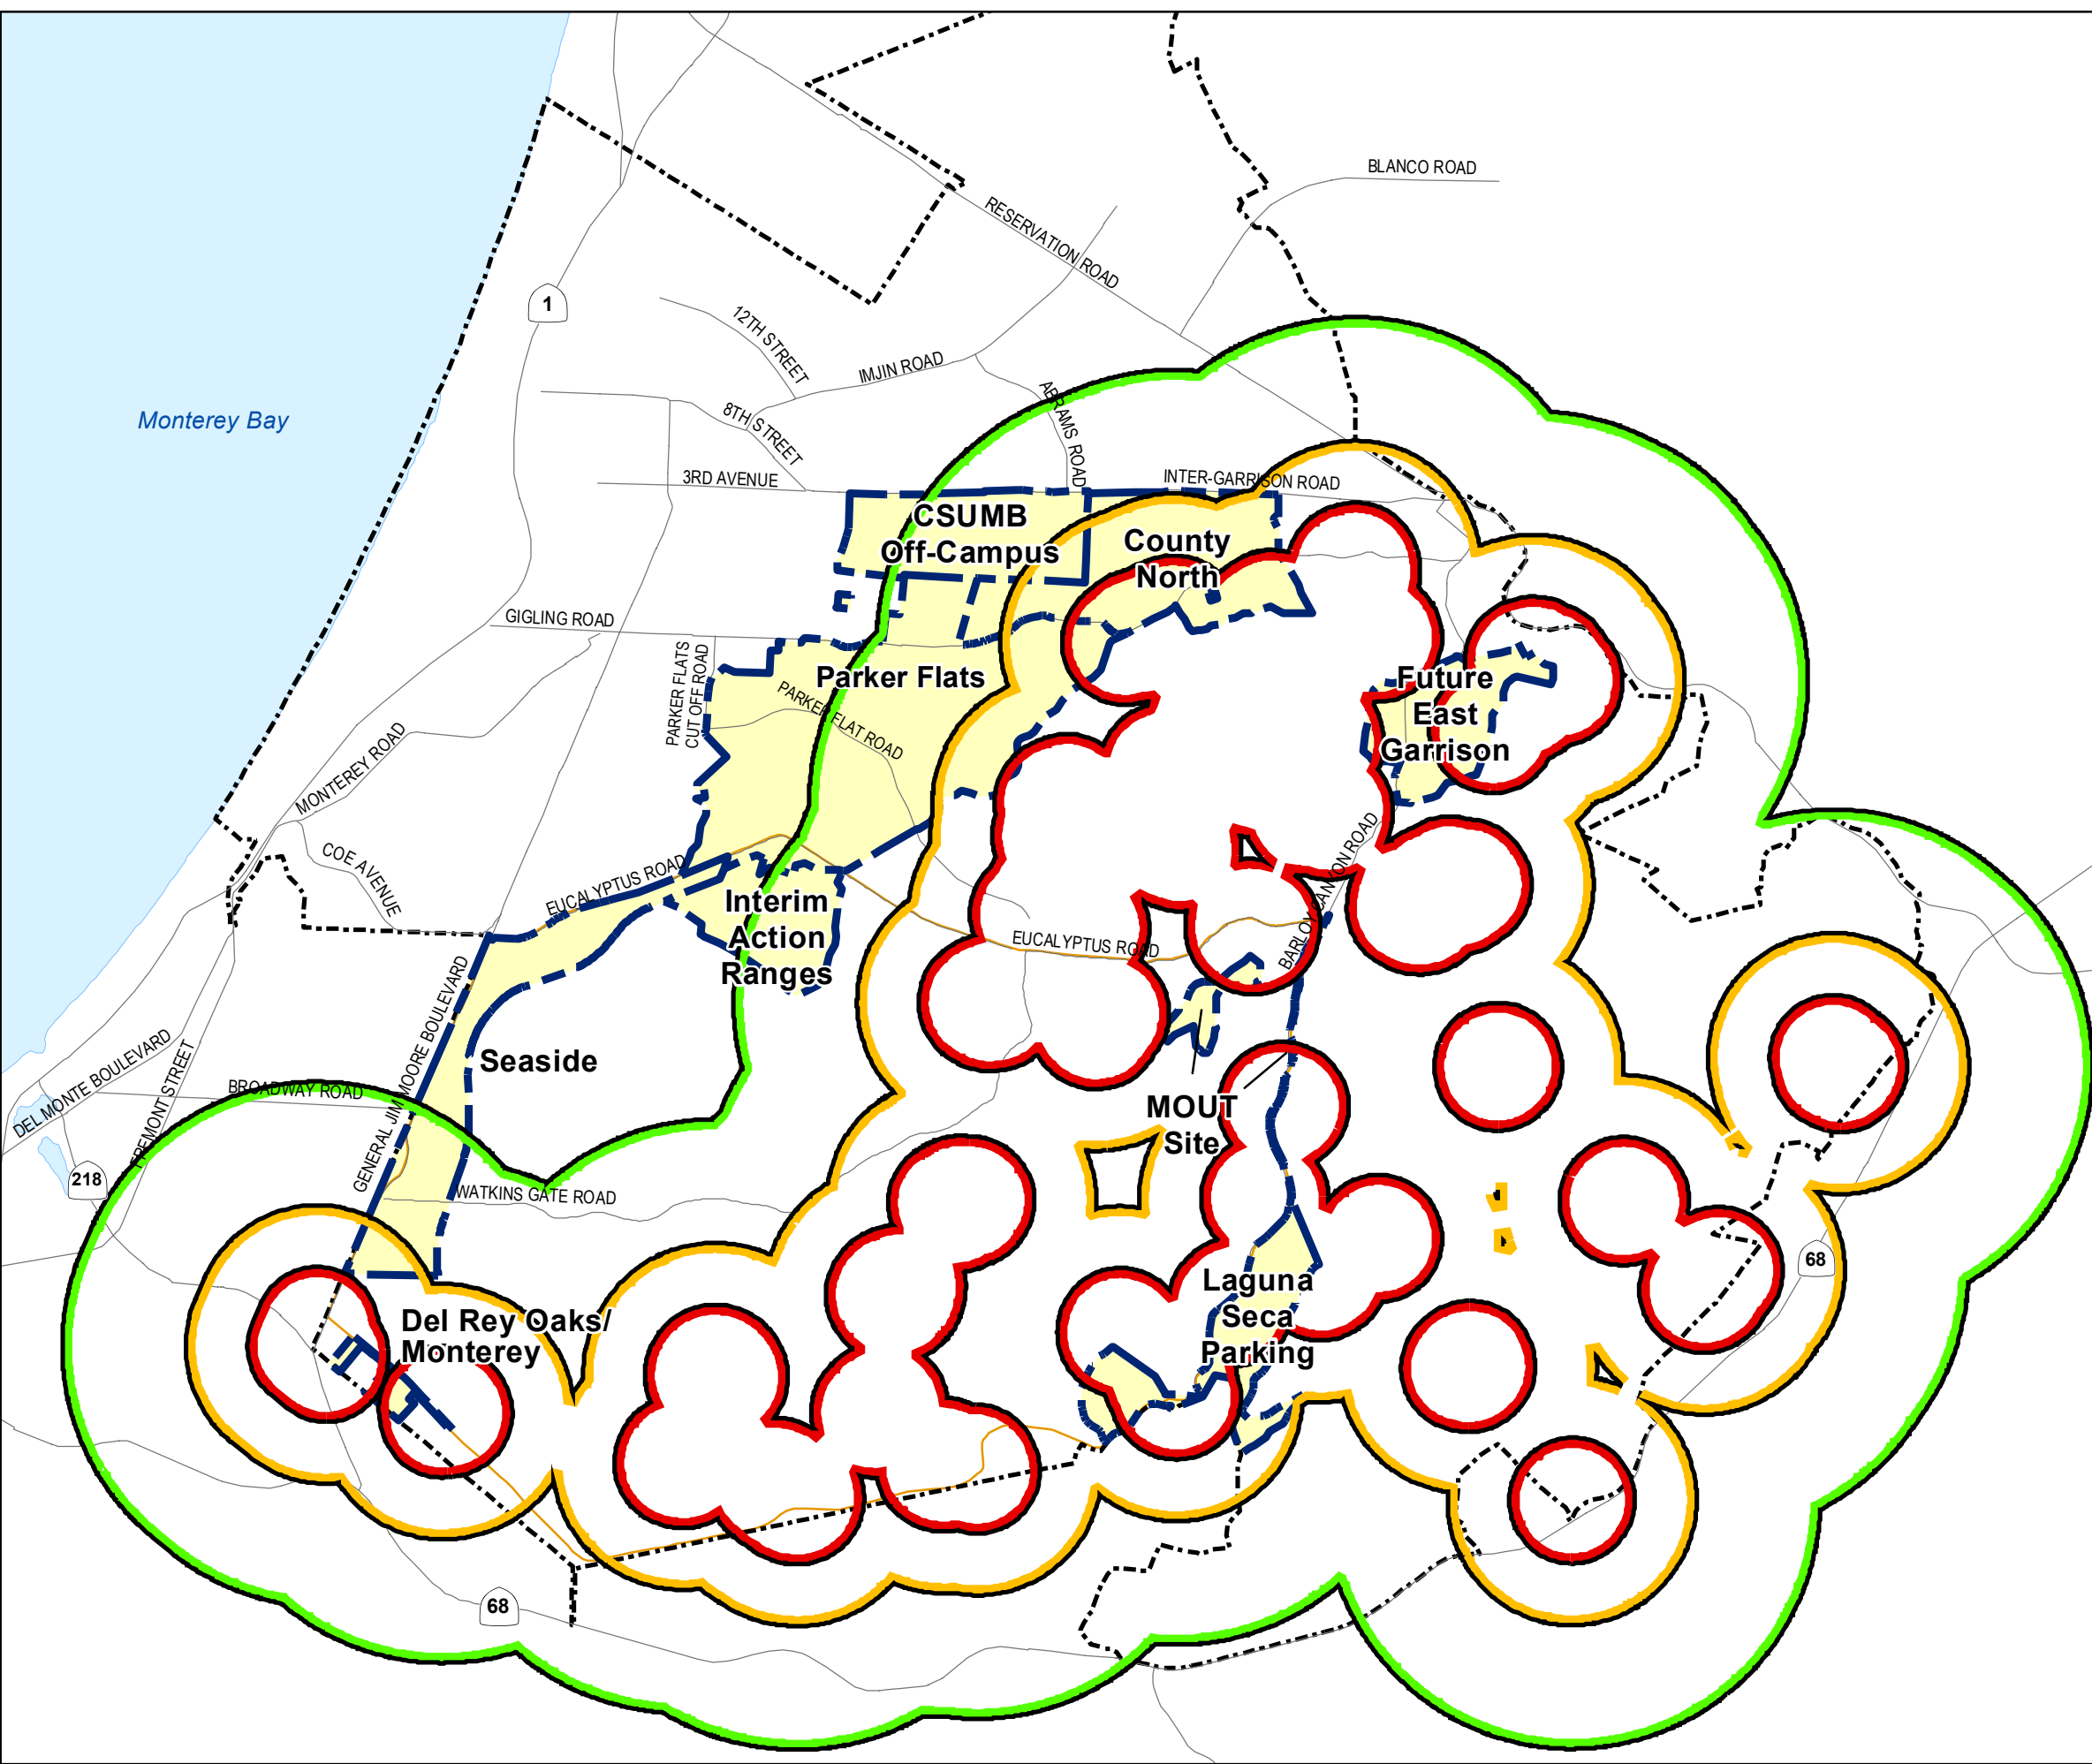 BLANCO ROAD
RESERVATION ROAD
1
12TH STREET
IMJIN ROAD
ABRAMS ROAD
Monterey Bay
8TH STREET
3RD AVENUE
INTER-GARRISON ROAD
CSUMB
Off-Campus
County
North
GIGLING ROAD
PARKER FLATS
CUT OFF ROAD
Parker Flats
PARKER FLAT ROAD
Future
East
Garrison
MONTEREY ROAD
COE AVENUE
EUCALYPTUS ROAD
Interim
Action
Ranges
EUCALYPTUS ROAD
BARLOY CANYON ROAD
GENERAL JIM MOORE BOULEVARD
Seaside
DEL MONTE BOULEVARD
FREMONT STREET
BROADWAY ROAD
MOUT
Site
218
WATKINS GATE ROAD
68
Laguna
Seca
Parking
Del Rey Oaks/
Monterey
68